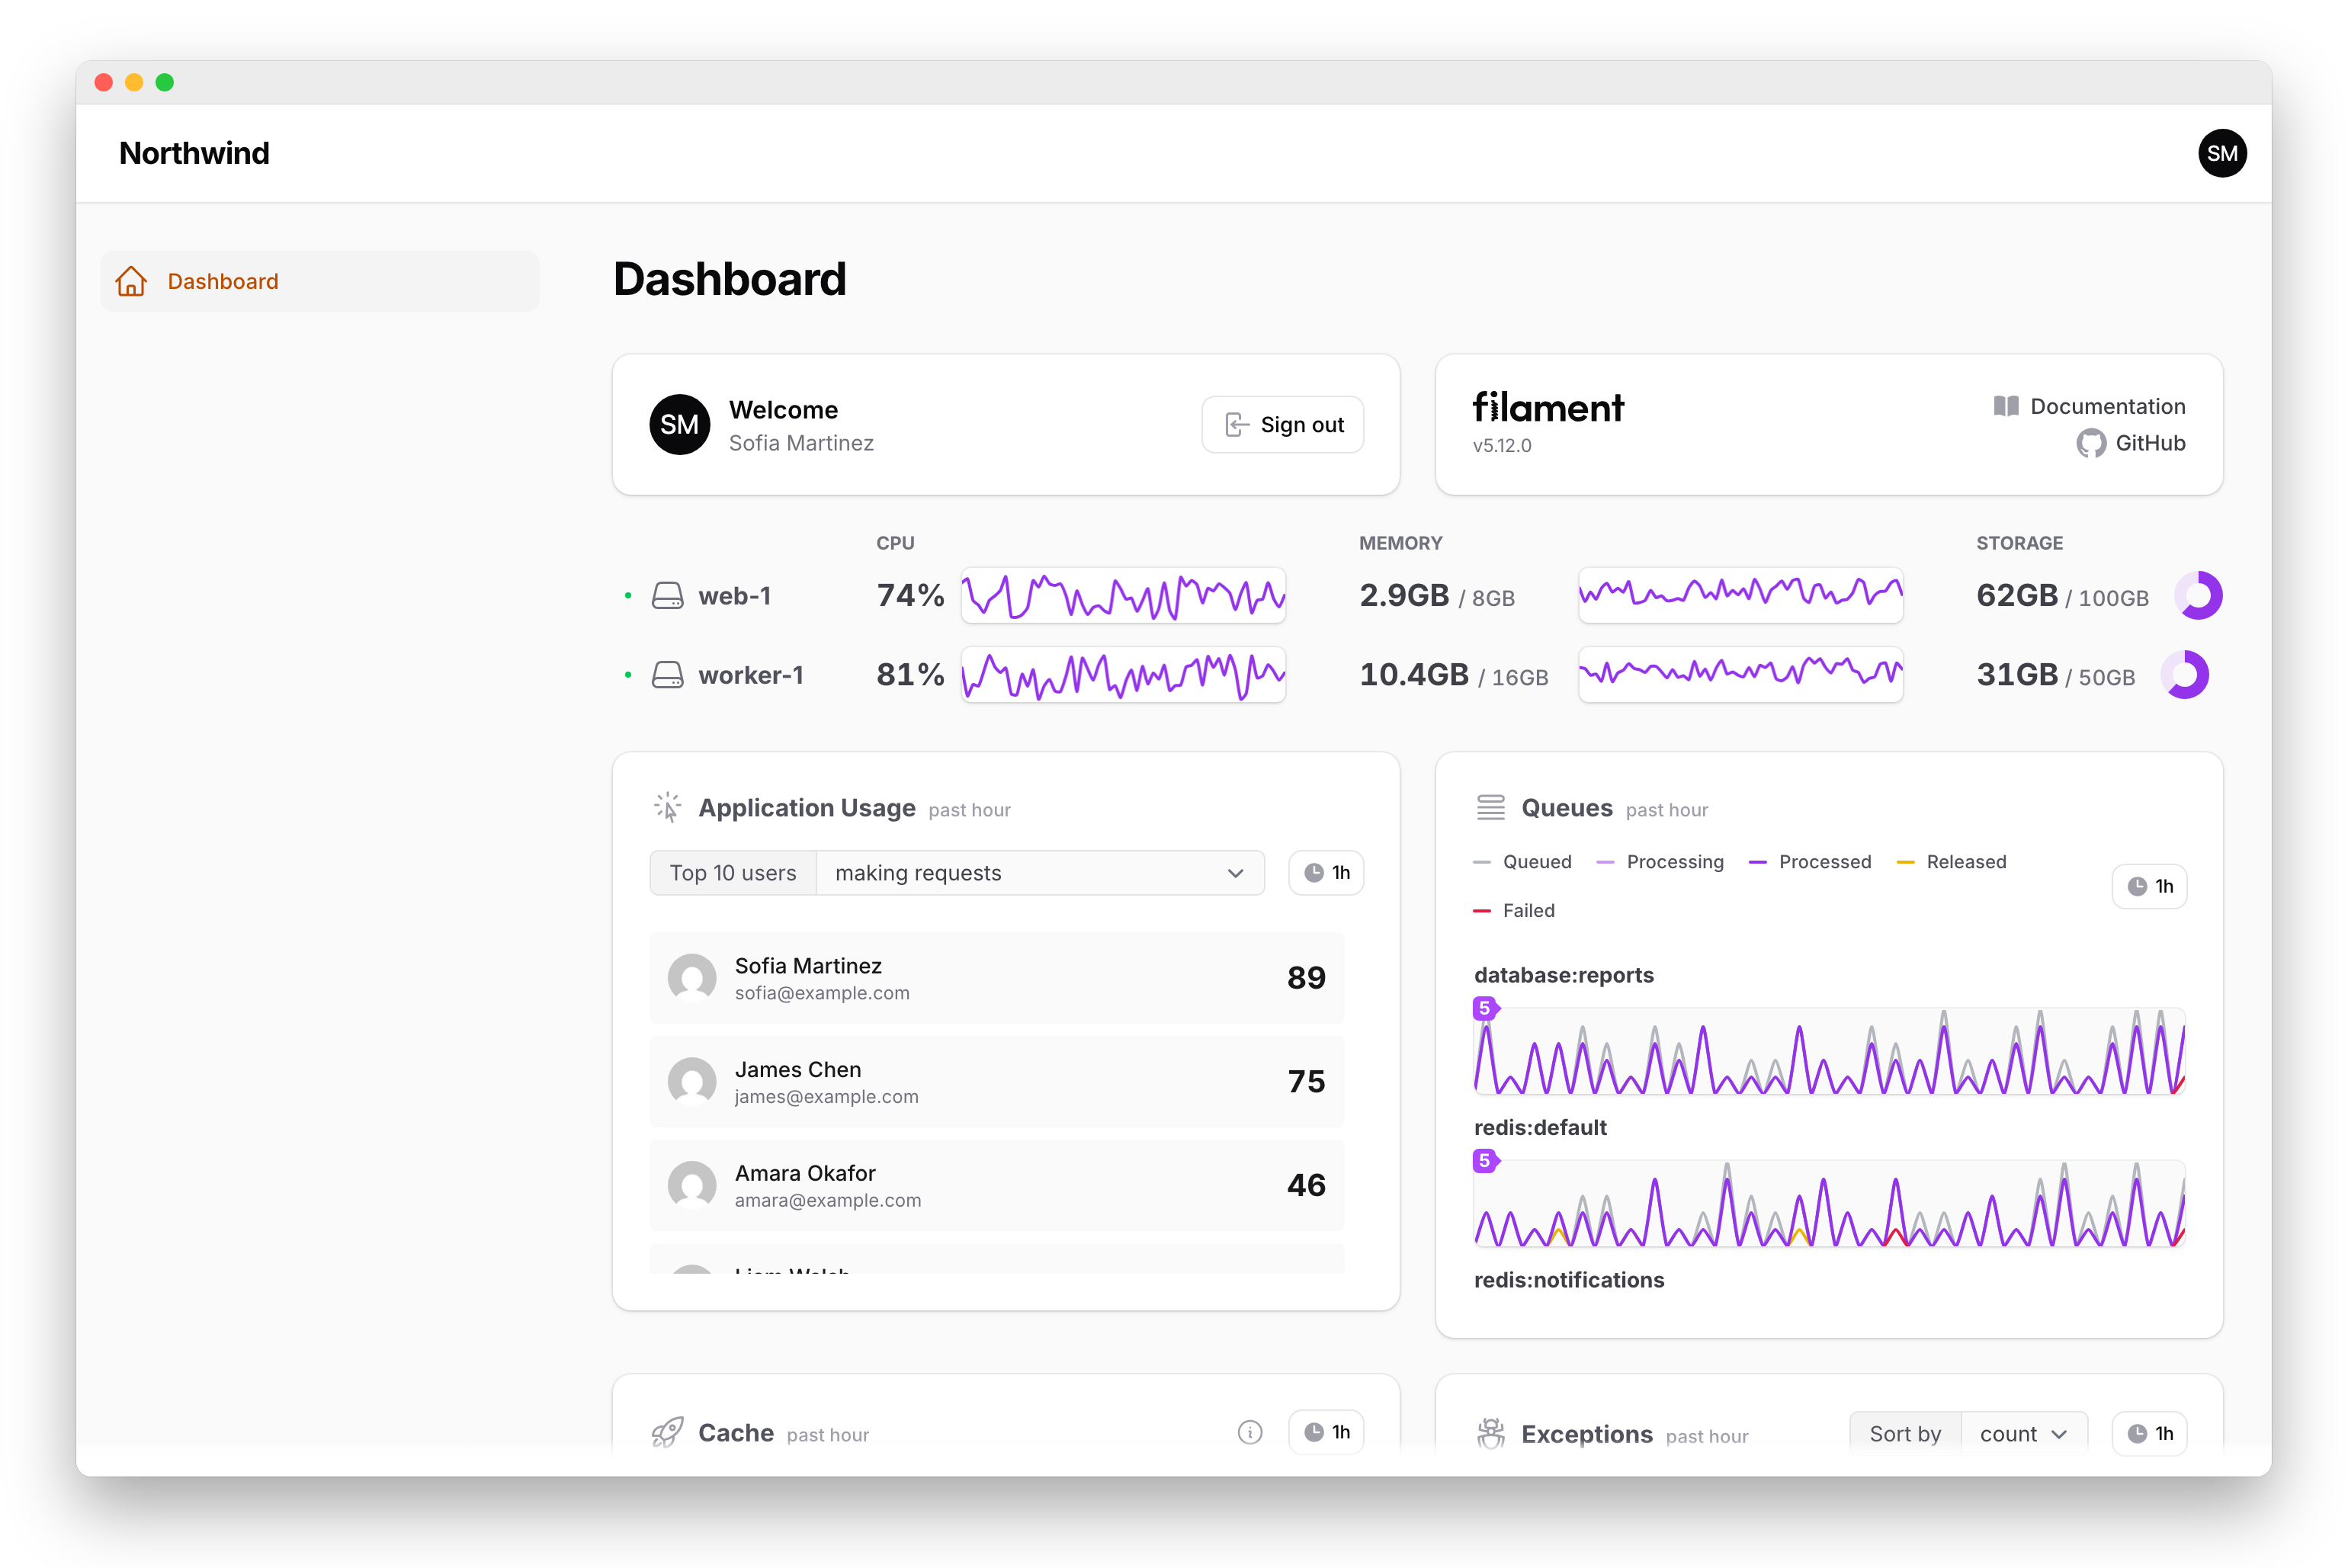 Northwind
SM
Dashboard
Dashboard
SM
Welcome
Sofia Martinez
Sign out
filament
v5.12.0
Documentation
GitHub
CPU
MEMORY
STORAGE
web-1
74%
2.9GB / 8GB
62GB / 100GB
worker-1
81%
10.4GB / 16GB
31GB / 50GB
Application Usage past hour
Top 10 users
making requests
1h
Sofia Martinez
sofia@example.com
89
James Chen
james@example.com
75
Amara Okafor
amara@example.com
46
Queues past hour
Queued
Processing
Processed
Released
Failed
1h
database:reports
5
redis:default
5
redis:notifications
Cache past hour
1h
Exceptions past hour
Sort by
count
1h